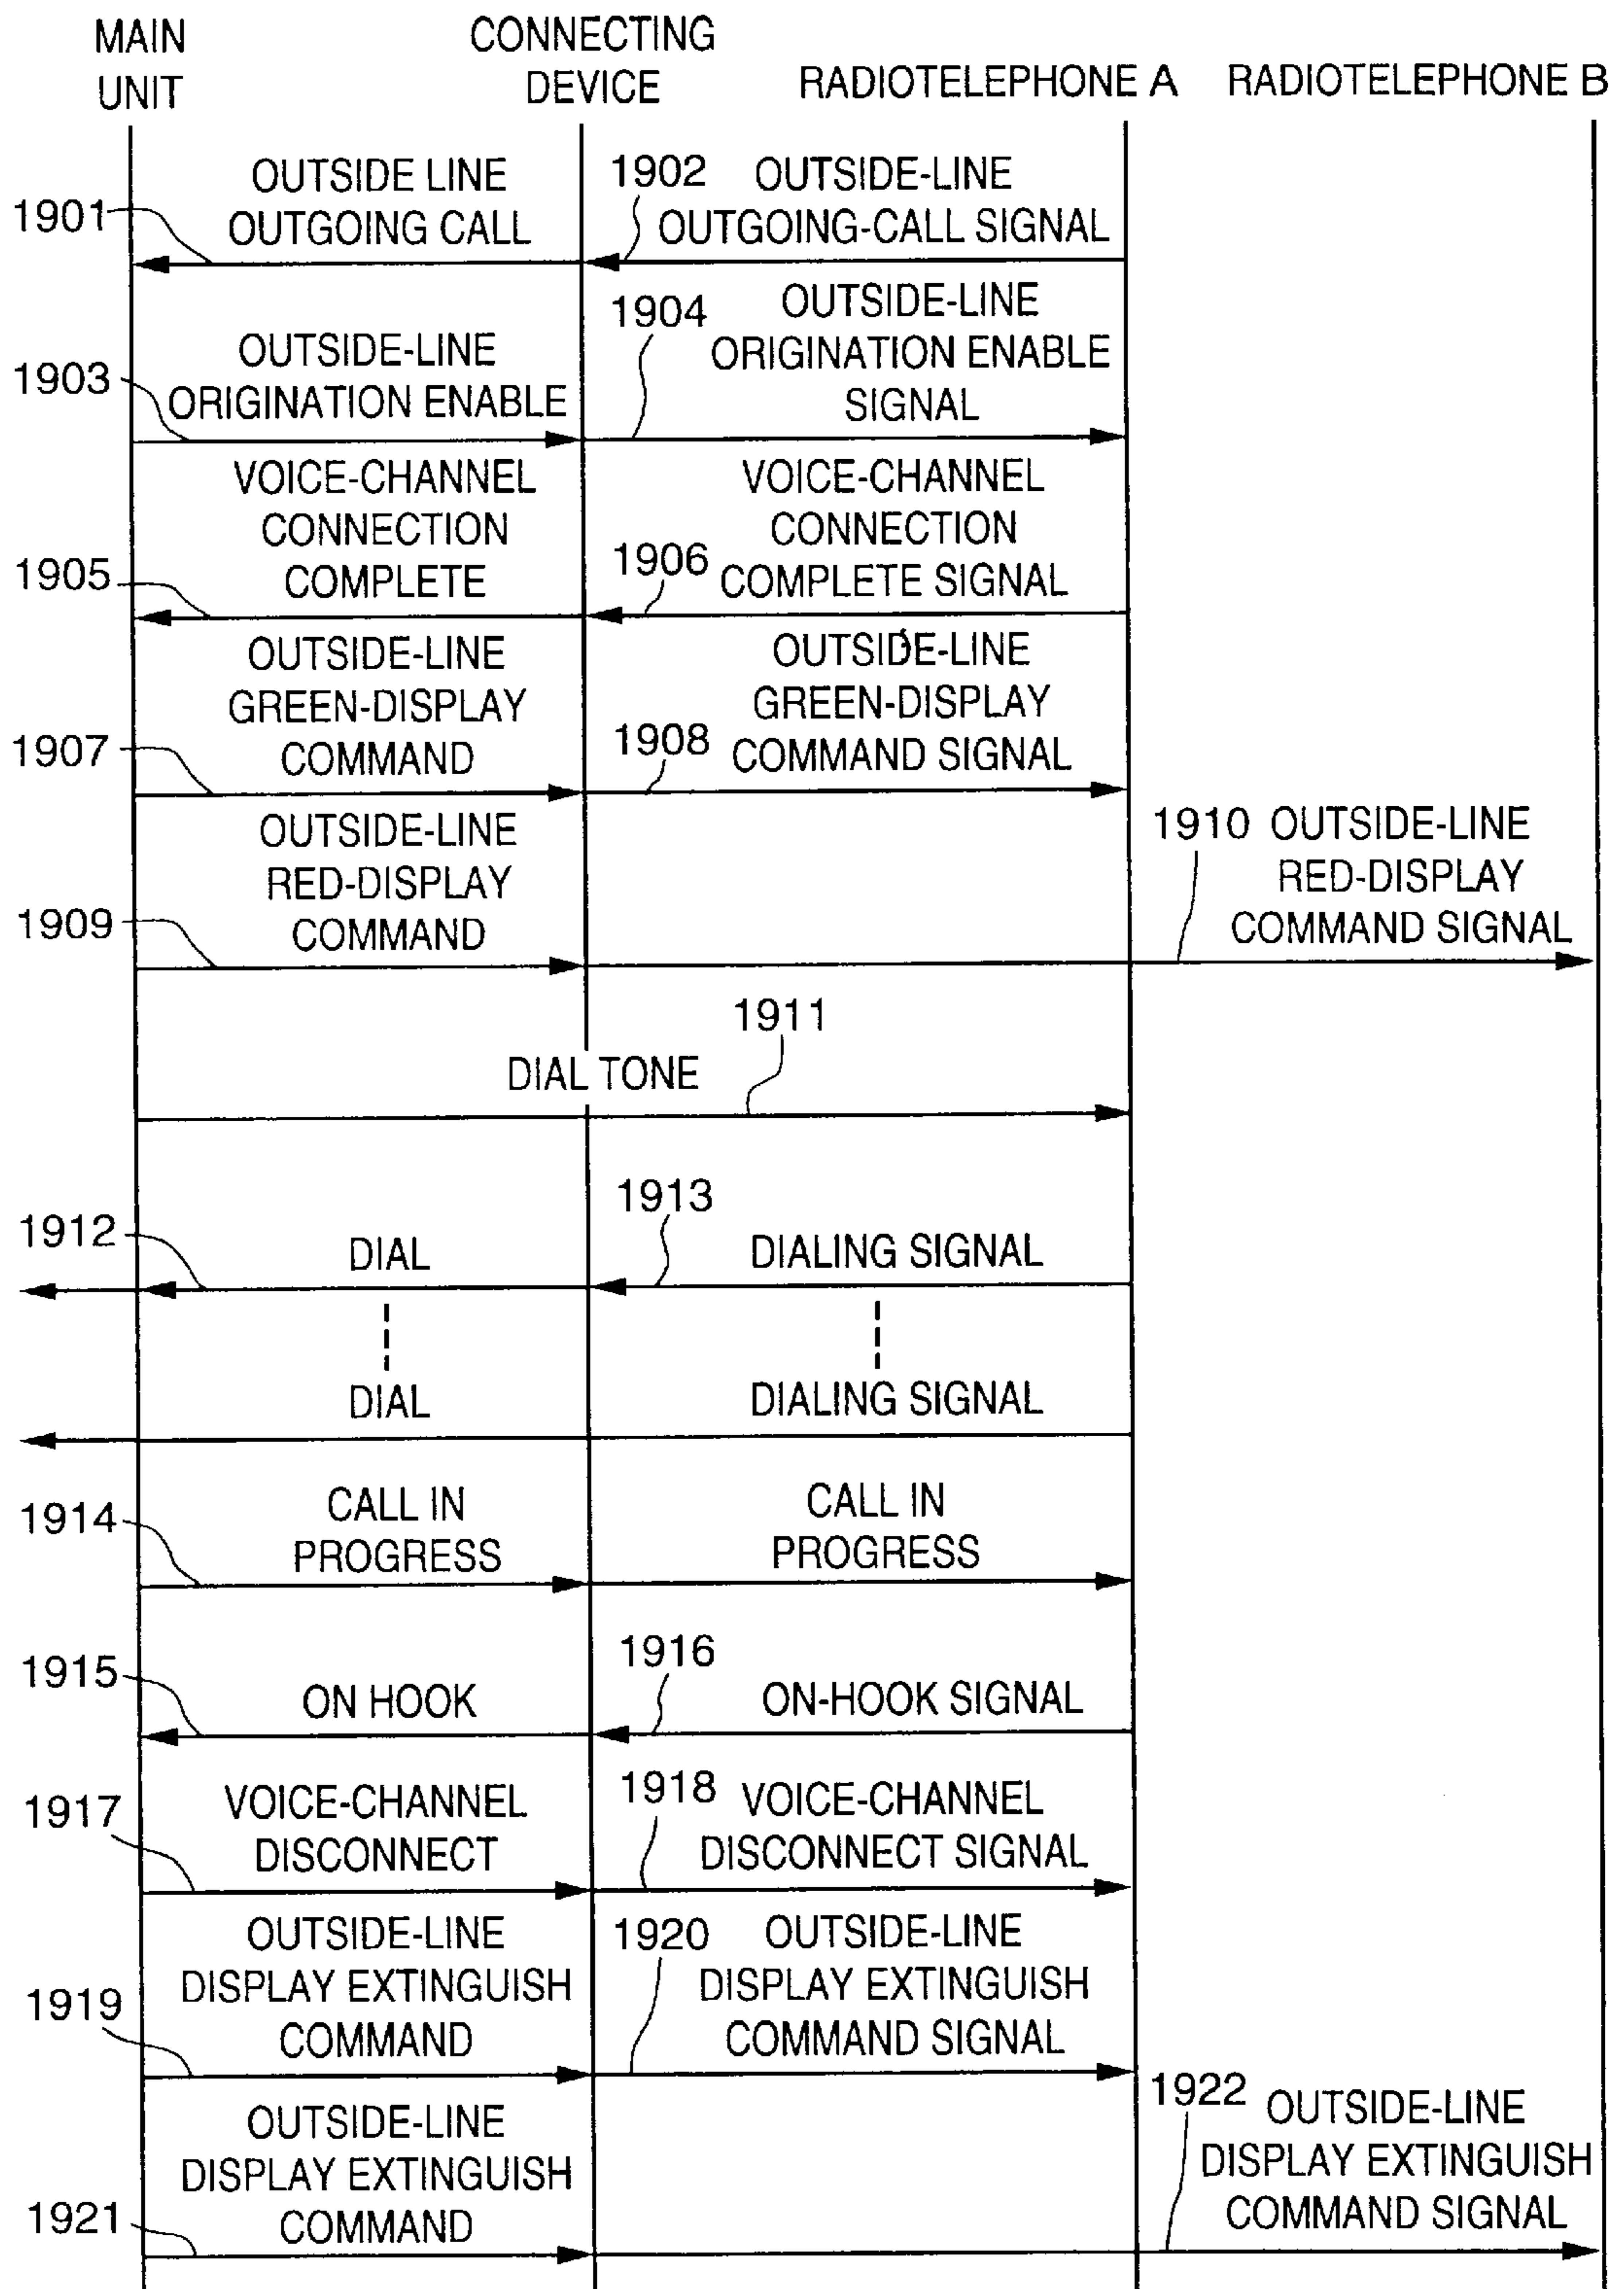 MAIN
UNIT
CONNECTING
DEVICE
RADIOTELEPHONE A
RADIOTELEPHONE B
1901
OUTSIDE LINE
OUTGOING CALL
1902
OUTSIDE-LINE
OUTGOING-CALL SIGNAL
1903
OUTSIDE-LINE
ORIGINATION ENABLE
1904
OUTSIDE-LINE
ORIGINATION ENABLE
SIGNAL
1905
VOICE-CHANNEL
CONNECTION
COMPLETE
1906
VOICE-CHANNEL
CONNECTION
COMPLETE SIGNAL
1907
OUTSIDE-LINE
GREEN-DISPLAY
COMMAND
1908
OUTSIDE-LINE
GREEN-DISPLAY
COMMAND SIGNAL
1909
OUTSIDE-LINE
RED-DISPLAY
COMMAND
1910
OUTSIDE-LINE
RED-DISPLAY
COMMAND SIGNAL
1911
DIAL TONE
1912
DIAL
1913
DIALING SIGNAL
DIAL
DIALING SIGNAL
1914
CALL IN
PROGRESS
CALL IN
PROGRESS
1915
ON HOOK
1916
ON-HOOK SIGNAL
1917
VOICE-CHANNEL
DISCONNECT
1918
VOICE-CHANNEL
DISCONNECT SIGNAL
1919
OUTSIDE-LINE
DISPLAY EXTINGUISH
COMMAND
1920
OUTSIDE-LINE
DISPLAY EXTINGUISH
COMMAND SIGNAL
1921
OUTSIDE-LINE
DISPLAY EXTINGUISH
COMMAND
1922
OUTSIDE-LINE
DISPLAY EXTINGUISH
COMMAND SIGNAL